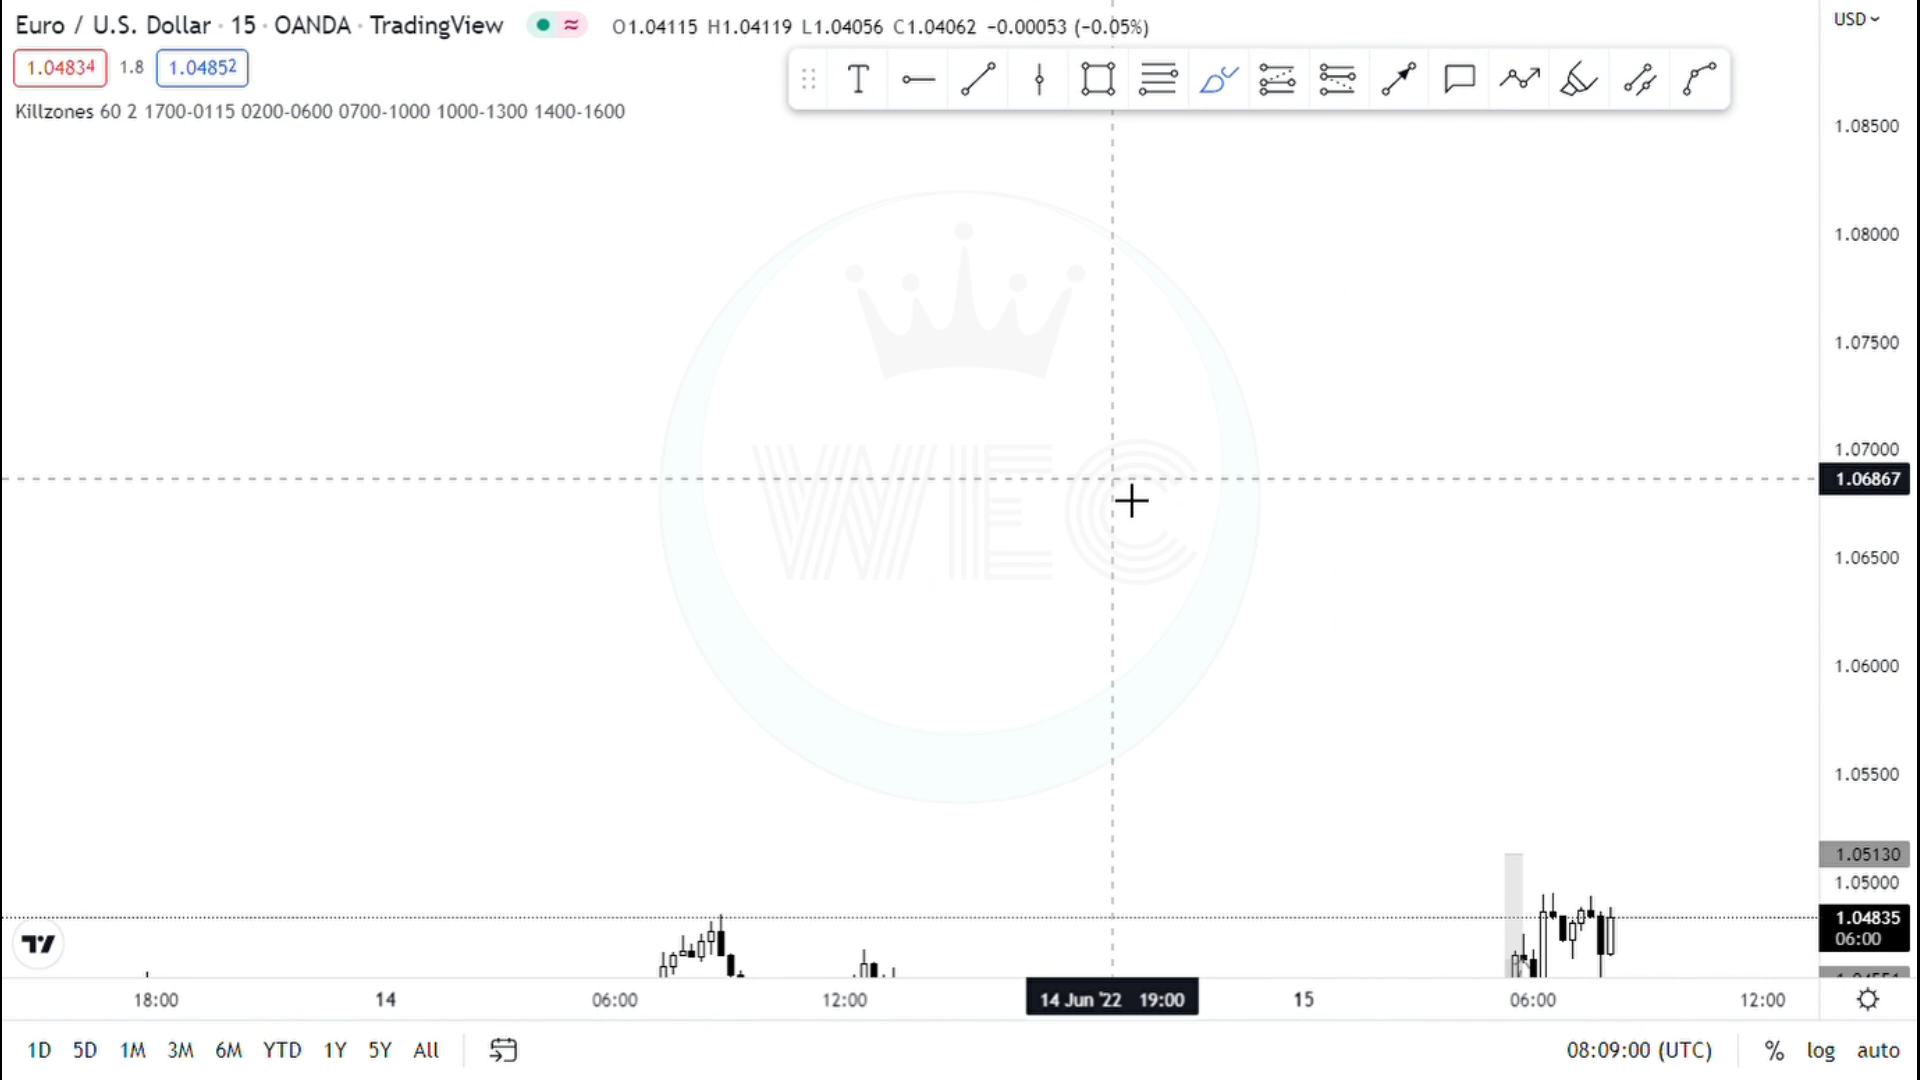 Euro / U.S. Dollar · 15 · OANDA · TradingView O1.04115 H1.04119 L1.04056 C1.04062 −0.00053 (−0.05%) USD
1.04834 1.8 1.04852
Killzones 60 2 1700-0115 0200-0600 0700-1000 1000-1300 1400-1600
T
1.08500
1.08000
1.07500
WEC
1.07000
1.06867
1.06500
1.06000
1.05500
1.05130
1.05000
1.04835
06:00
18:00 14 06:00 12:00 14 Jun '22 19:00 15 06:00 12:00
1D 5D 1M 3M 6M YTD 1Y 5Y All 08:09:00 (UTC) % log auto